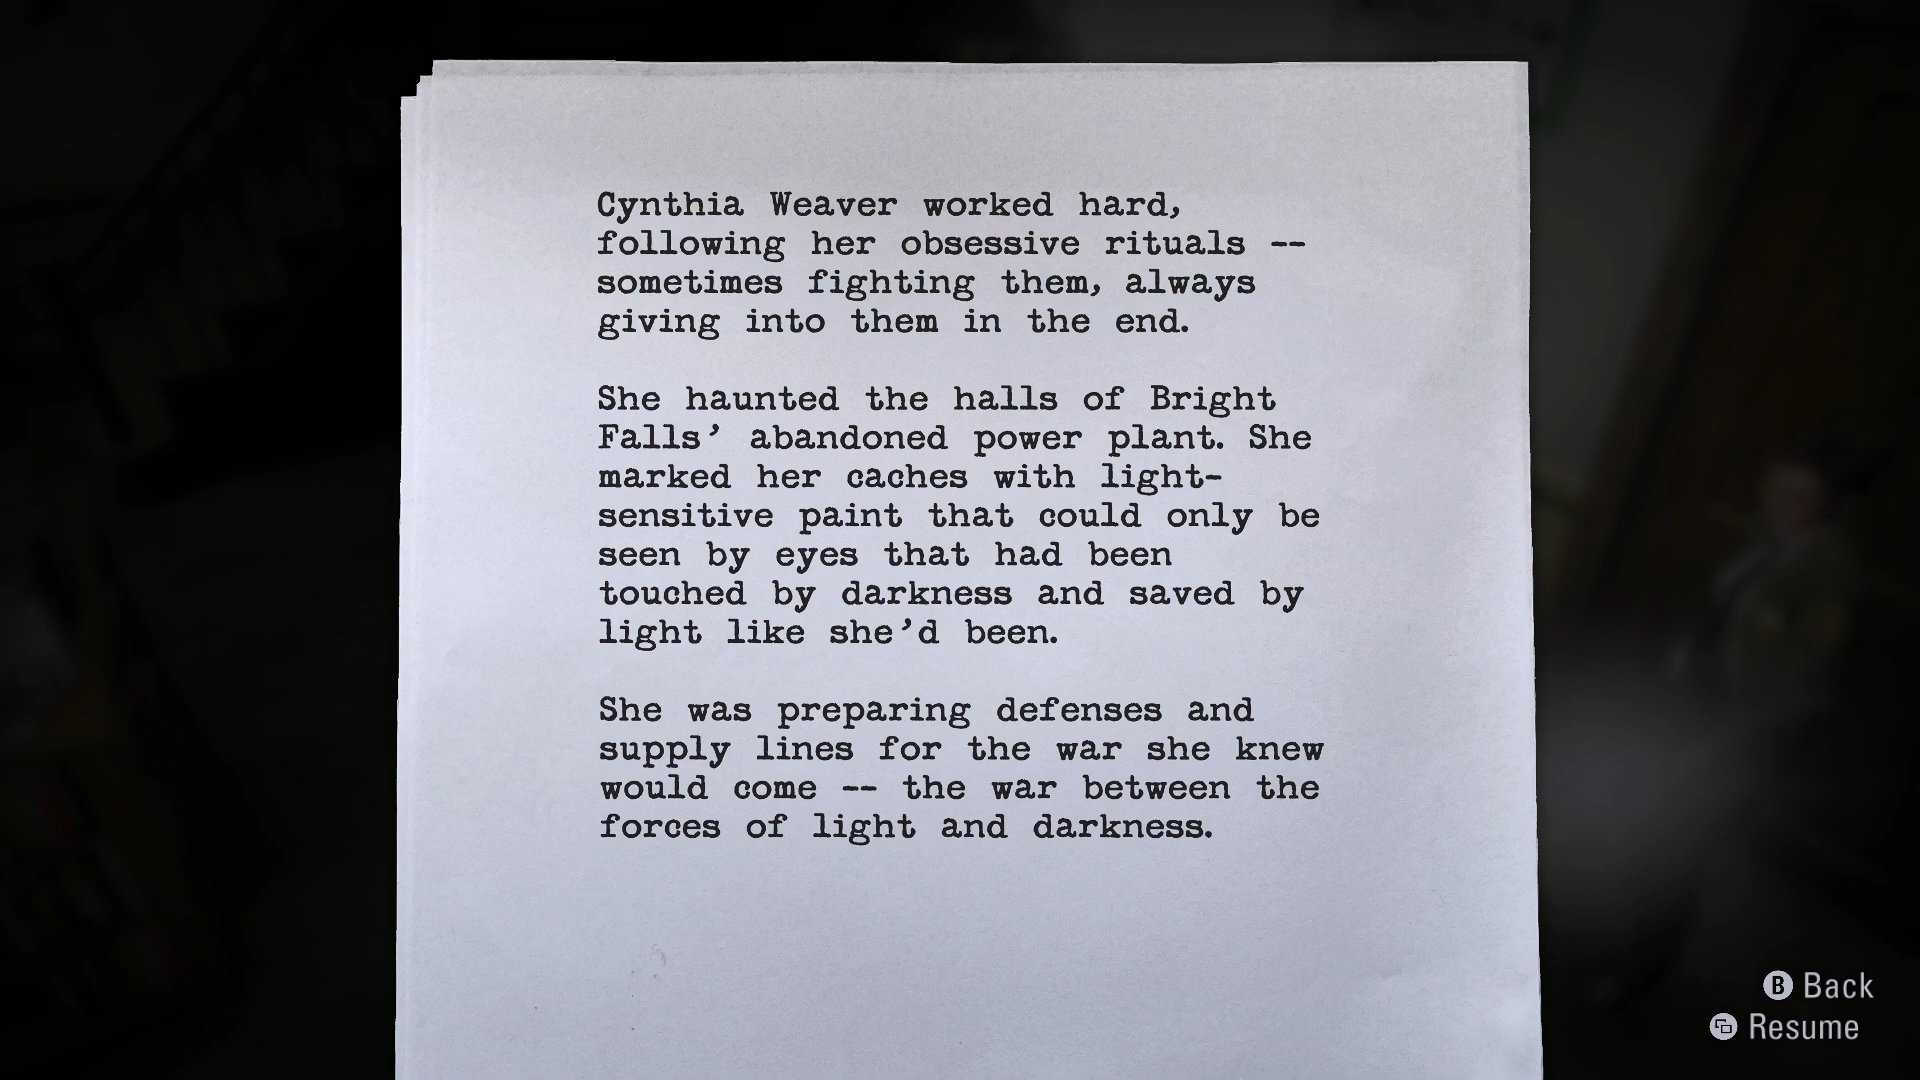 Cynthia Weaver worked hard,
following her obsessive rituals --
sometimes fighting them, always
giving into them in the end.
She haunted the halls of Bright
Falls’ abandoned power plant. She
marked her caches with light-
sensitive paint that could only be
seen by eyes that had been
touched by darkness and saved by
light like she’d been.
She was preparing defenses and
supply lines for the war she knew
would come -- the war between the
forces of light and darkness.
B Back
Resume